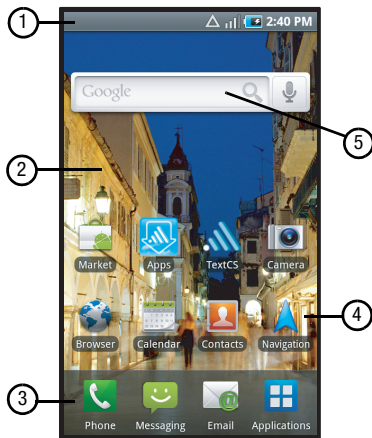 1
2:40 PM
Google
5
2
Market Apps TextCS Camera
4
Browser Calendar Contacts Navigation
3
Phone Messaging Email Applications